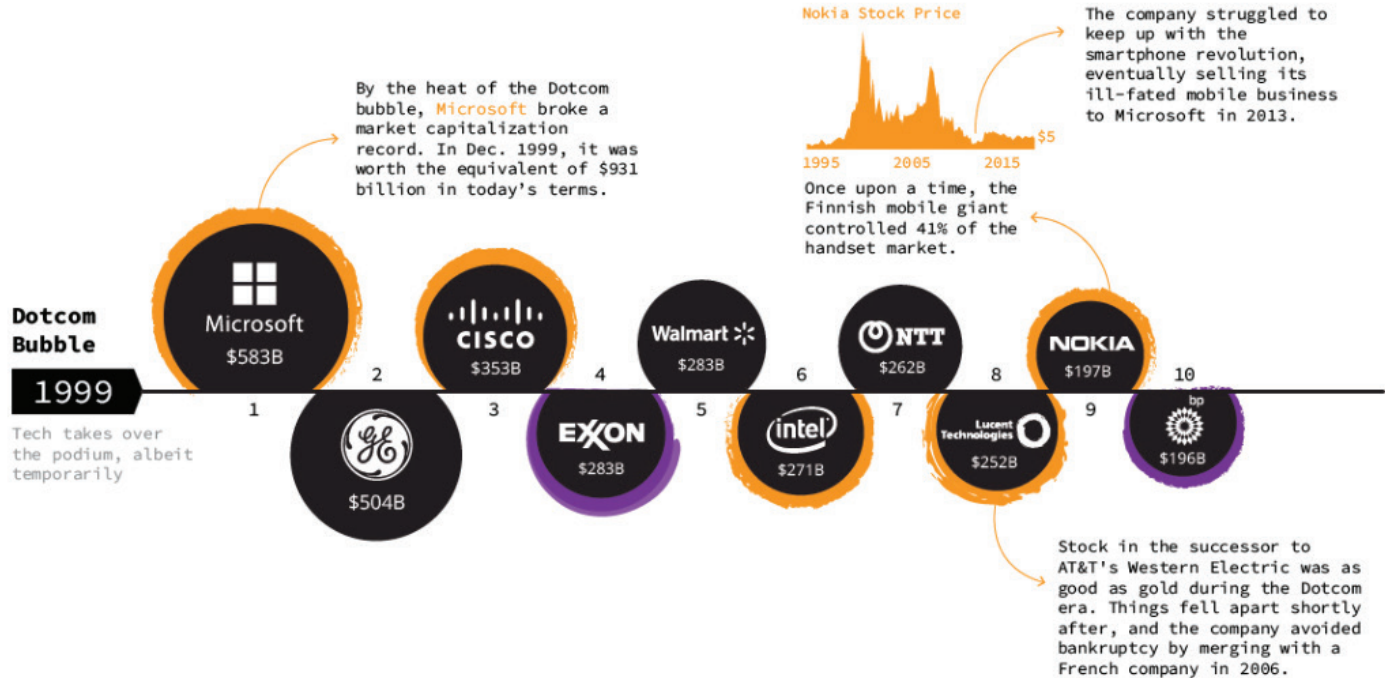 Nokia Stock Price
$5
1995 2005 2015
The company struggled to
keep up with the
smartphone revolution,
eventually selling its
ill-fated mobile business
to Microsoft in 2013.
By the heat of the Dotcom
bubble, Microsoft broke a
market capitalization
record. In Dec. 1999, it was
worth the equivalent of $931
billion in today's terms.
Once upon a time, the
Finnish mobile giant
controlled 41% of the
handset market.
Dotcom
Bubble
1999
Tech takes over
the podium, albeit
temporarily
Microsoft
$583B
1
2
GE
$504B
CISCO
$353B
3
4
EXXON
$283B
Walmart
$283B
5
6
intel
$271B
NTT
$262B
7
8
Lucent
Technologies
$252B
NOKIA
$197B
9
10
bp
$196B
Stock in the successor to
AT&T's Western Electric was as
good as gold during the Dotcom
era. Things fell apart shortly
after, and the company avoided
bankruptcy by merging with a
French company in 2006.